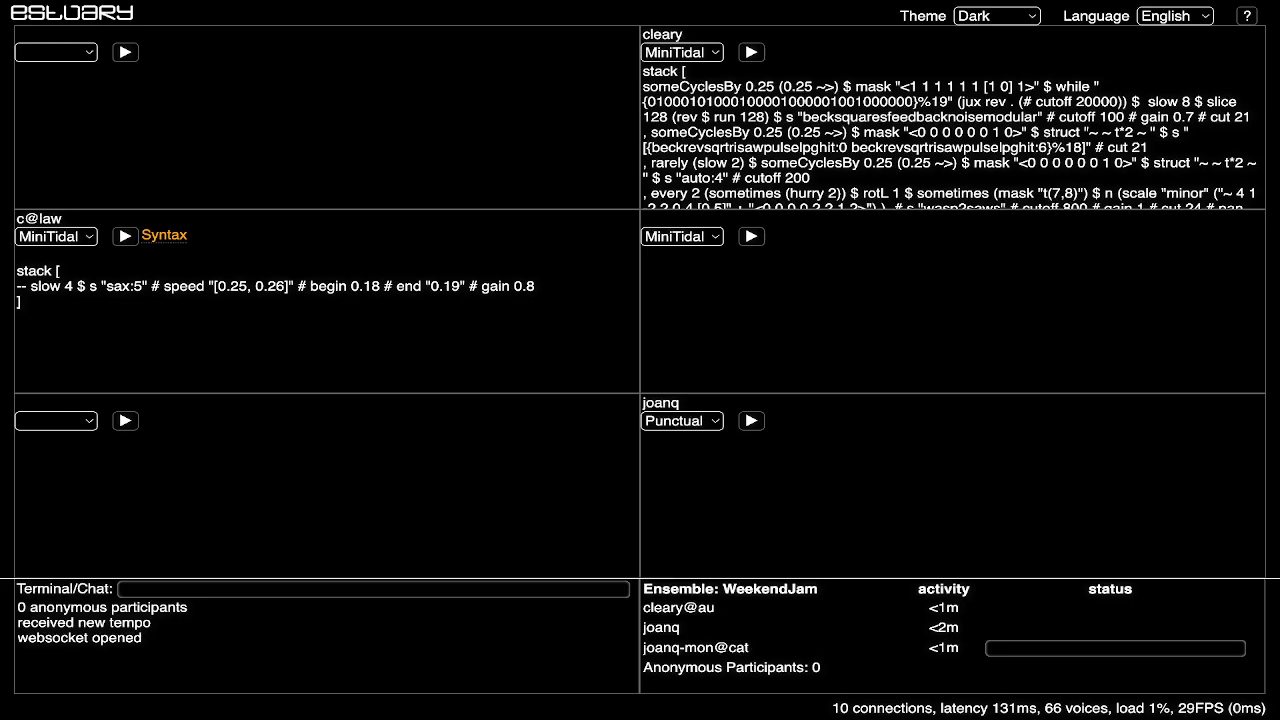 estuary
Theme Dark Language English ?
cleary
MiniTidal
stack [
someCyclesBy 0.25 (0.25 ~>) $ mask "<1 1 1 1 1 1 [1 0] 1>" $ while "
{0100010100010000100000100100000}%19" (jux rev . (# cutoff 20000)) $  slow 8 $ slice
128 (rev $ run 128) $ s "becksquaresfeedbacknoisemodular" # cutoff 100 # gain 0.7 # cut 21
, someCyclesBy 0.25 (0.25 ~>) $ mask "<0 0 0 0 0 0 1 0>" $ struct "~ ~ t*2 ~ " $ s "
[{beckrevsqrtrisawpulselpghit:0 beckrevsqrtrisawpulselpghit:6}%18]" # cut 21
, rarely (slow 2) $ someCyclesBy 0.25 (0.25 ~>) $ mask "<0 0 0 0 0 0 1 0>" $ struct "~ ~ t*2 ~
" $ s "auto:4" # cutoff 200
, every 2 (sometimes (hurry 2)) $ rotL 1 $ sometimes (mask "t(7,8)") $ n (scale "minor" ("~ 4 1
c@law
MiniTidal Syntax
stack [
-- slow 4 $ s "sax:5" # speed "[0.25, 0.26]" # begin 0.18 # end "0.19" # gain 0.8
]
MiniTidal
joanq
Punctual
Terminal/Chat:
0 anonymous participants
received new tempo
websocket opened
Ensemble: WeekendJam activity status
cleary@au <1m
joanq <2m
joanq-mon@cat <1m
Anonymous Participants: 0
10 connections, latency 131ms, 66 voices, load 1%, 29FPS (0ms)